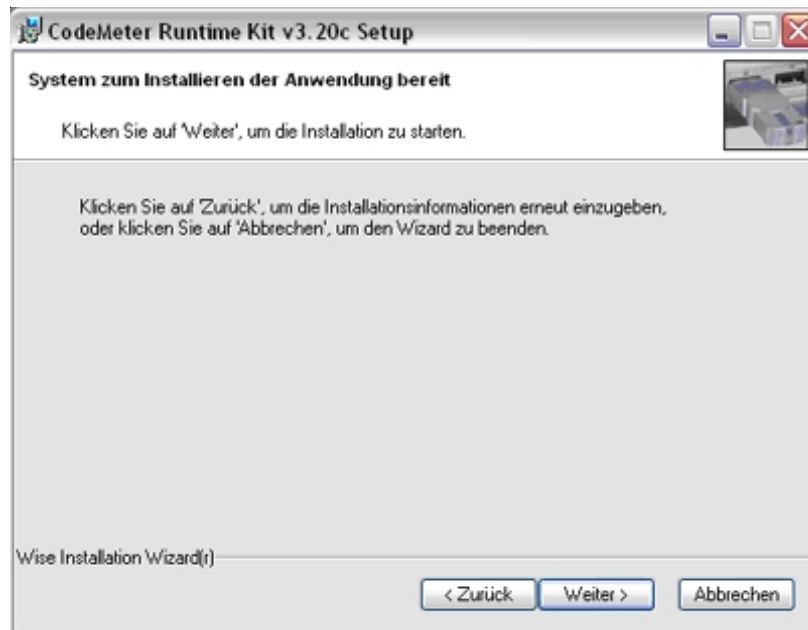 CodeMeter Runtime Kit v3.20c Setup
System zum Installieren der Anwendung bereit
Klicken Sie auf 'Weiter', um die Installation zu starten.
Klicken Sie auf 'Zurück', um die Installationsinformationen erneut einzugeben,
oder klicken Sie auf 'Abbrechen', um den Wizard zu beenden.
Wise Installation Wizard(r)
< Zurück Weiter > Abbrechen